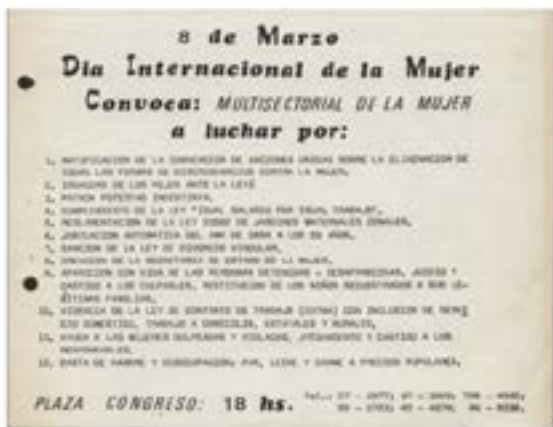 8 de Marzo
Dia Internacional de la Mujer
Convoca: MULTISECTORIAL DE LA MUJER
a luchar por:
1, RATIFICACION DE LA CONVENCION DE NACIONES UNIDAS SOBRE LA ELIMINACION DE
TODAS LAS FORMAS DE DISCRIMINACION CONTRA LA MUJER,
2, IGUALDAD DE LOS HIJOS ANTE LA LEY
3, PATRIA POTESTAD INDISTINTA,
4, CUMPLIMIENTO DE LA LEY "IGUAL SALARIO POR IGUAL TRABAJO",
5, REGLAMENTACION DE LA LEY DE JARDINES MATERNALES ZONALES,
6, JUBILACION AUTOMATICA DEL AMA DE CASA A LOS AÑOS,
7, SANCION DE LA LEY DE DIVORCIO VINCULAR,
8, CREACION DE LA SECRETARIA DE ESTADO DE LA MUJER,
9, APARICION CON VIDA DE LAS PERSONAS DETENIDAS - DESAPARECIDAS, JUICIO Y
CASTIGO A LOS CULPABLES, RESTITUCION DE LOS NIÑOS SECUESTRADOS A SUS LE-
GITIMAS FAMILIAS,
10, VIGENCIA DE LA LEY DE CONTRATO DE TRABAJO CON INCLUSION DE
DOMESTICO, TRABAJO A DOMICILIO, ESTATALES Y RURALES,
11, AYUDA A LAS MUJERES GOLPEADAS Y VIOLADAS, Y CASTIGO A LOS
RESPONSABLES,
12, BASTA DE HAMBRE Y DESOCUPACION: PAN, LECHE Y CARNE A PRECIOS POPULARES,
PLAZA CONGRESO: 18 hs.